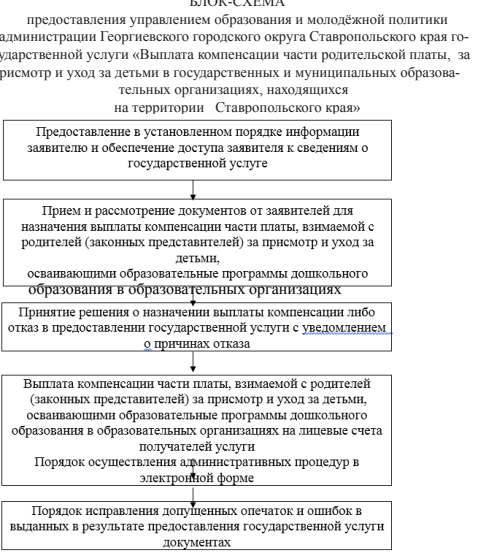 БЛОК-СХЕМА
предоставления управлением образования и молодёжной политики
администрации Георгиевского городского округа Ставропольского края го-
ударственной услуги «Выплата компенсации части родительской платы,  за
рисмотр и уход за детьми в государственных и муниципальных образова-
тельных организациях, находящихся
на территории   Ставропольского края»
Предоставление в установленном порядке информации
заявителю и обеспечение доступа заявителя к сведениям о
государственной услуге
Прием и рассмотрение документов от заявителей для
назначения выплаты компенсации части платы, взимаемой с
родителей (законных представителей) за присмотр и уход за
детьми,
осваивающими образовательные программы дошкольного
образования в образовательных организациях
Принятие решения о назначении выплаты компенсации либо
отказ в предоставлении государственной услуги с уведомлением
о причинах отказа
Выплата компенсации части платы, взимаемой с родителей
(законных представителей) за присмотр и уход за детьми,
осваивающими образовательные программы дошкольного
образования в образовательных организациях на лицевые счета
получателей услуги
Порядок осуществления административных процедур в
электронной форме
Порядок исправления допущенных опечаток и ошибок в
выданных в результате предоставления государственной услуги
документах